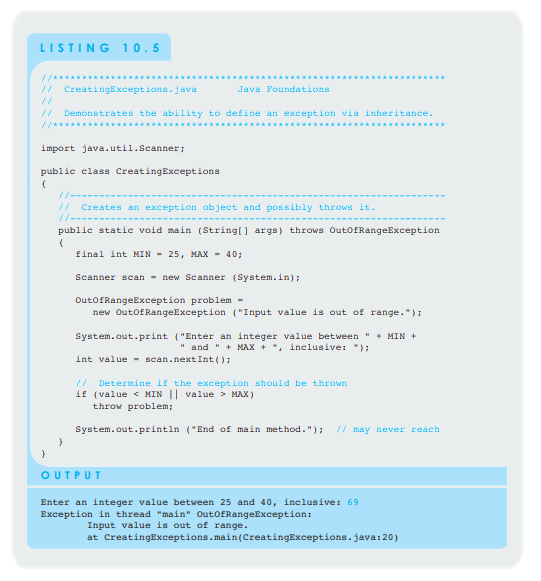 LISTING 10.5
//********************************************************************
//  CreatingExceptions.java       Java Foundations
//
//  Demonstrates the ability to define an exception via inheritance.
//********************************************************************
import java.util.Scanner;
public class CreatingExceptions
{
   //-----------------------------------------------------------------
   //  Creates an exception object and possibly throws it.
   //-----------------------------------------------------------------
   public static void main (String[] args) throws OutOfRangeException
   {
      final int MIN = 25, MAX = 40;
      Scanner scan = new Scanner (System.in);
      OutOfRangeException problem =
         new OutOfRangeException ("Input value is out of range.");
      System.out.print ("Enter an integer value between " + MIN +
                        " and " + MAX + ", inclusive: ");
      int value = scan.nextInt();
      //  Determine if the exception should be thrown
      if (value < MIN || value > MAX)
         throw problem;
      System.out.println ("End of main method.");  // may never reach
   }
}
OUTPUT
Enter an integer value between 25 and 40, inclusive: 69
Exception in thread "main" OutOfRangeException:
        Input value is out of range.
        at CreatingExceptions.main(CreatingExceptions.java:20)